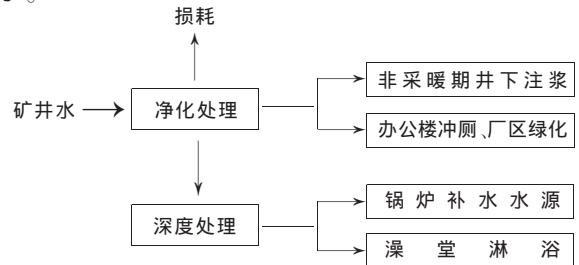 损耗
矿井水
净化处理
非采暖期井下注浆
办公楼冲厕、厂区绿化
深度处理
锅炉补水水源
澡堂淋浴